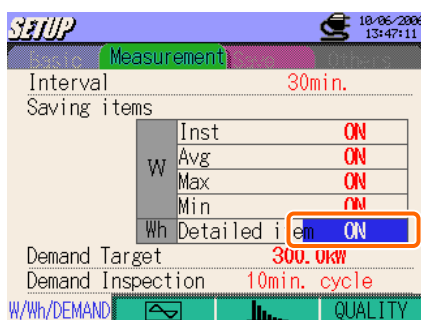 SETUP 10/06/2006
13:47:11
Basic Measurement Save Others
Interval 30min.
Saving items
W Inst ON
Avg ON
Max ON
Min ON
Wh Detailed item ON
Demand Target 300.0KW
Demand Inspection 10min. cycle
W/Wh/DEMAND QUALITY